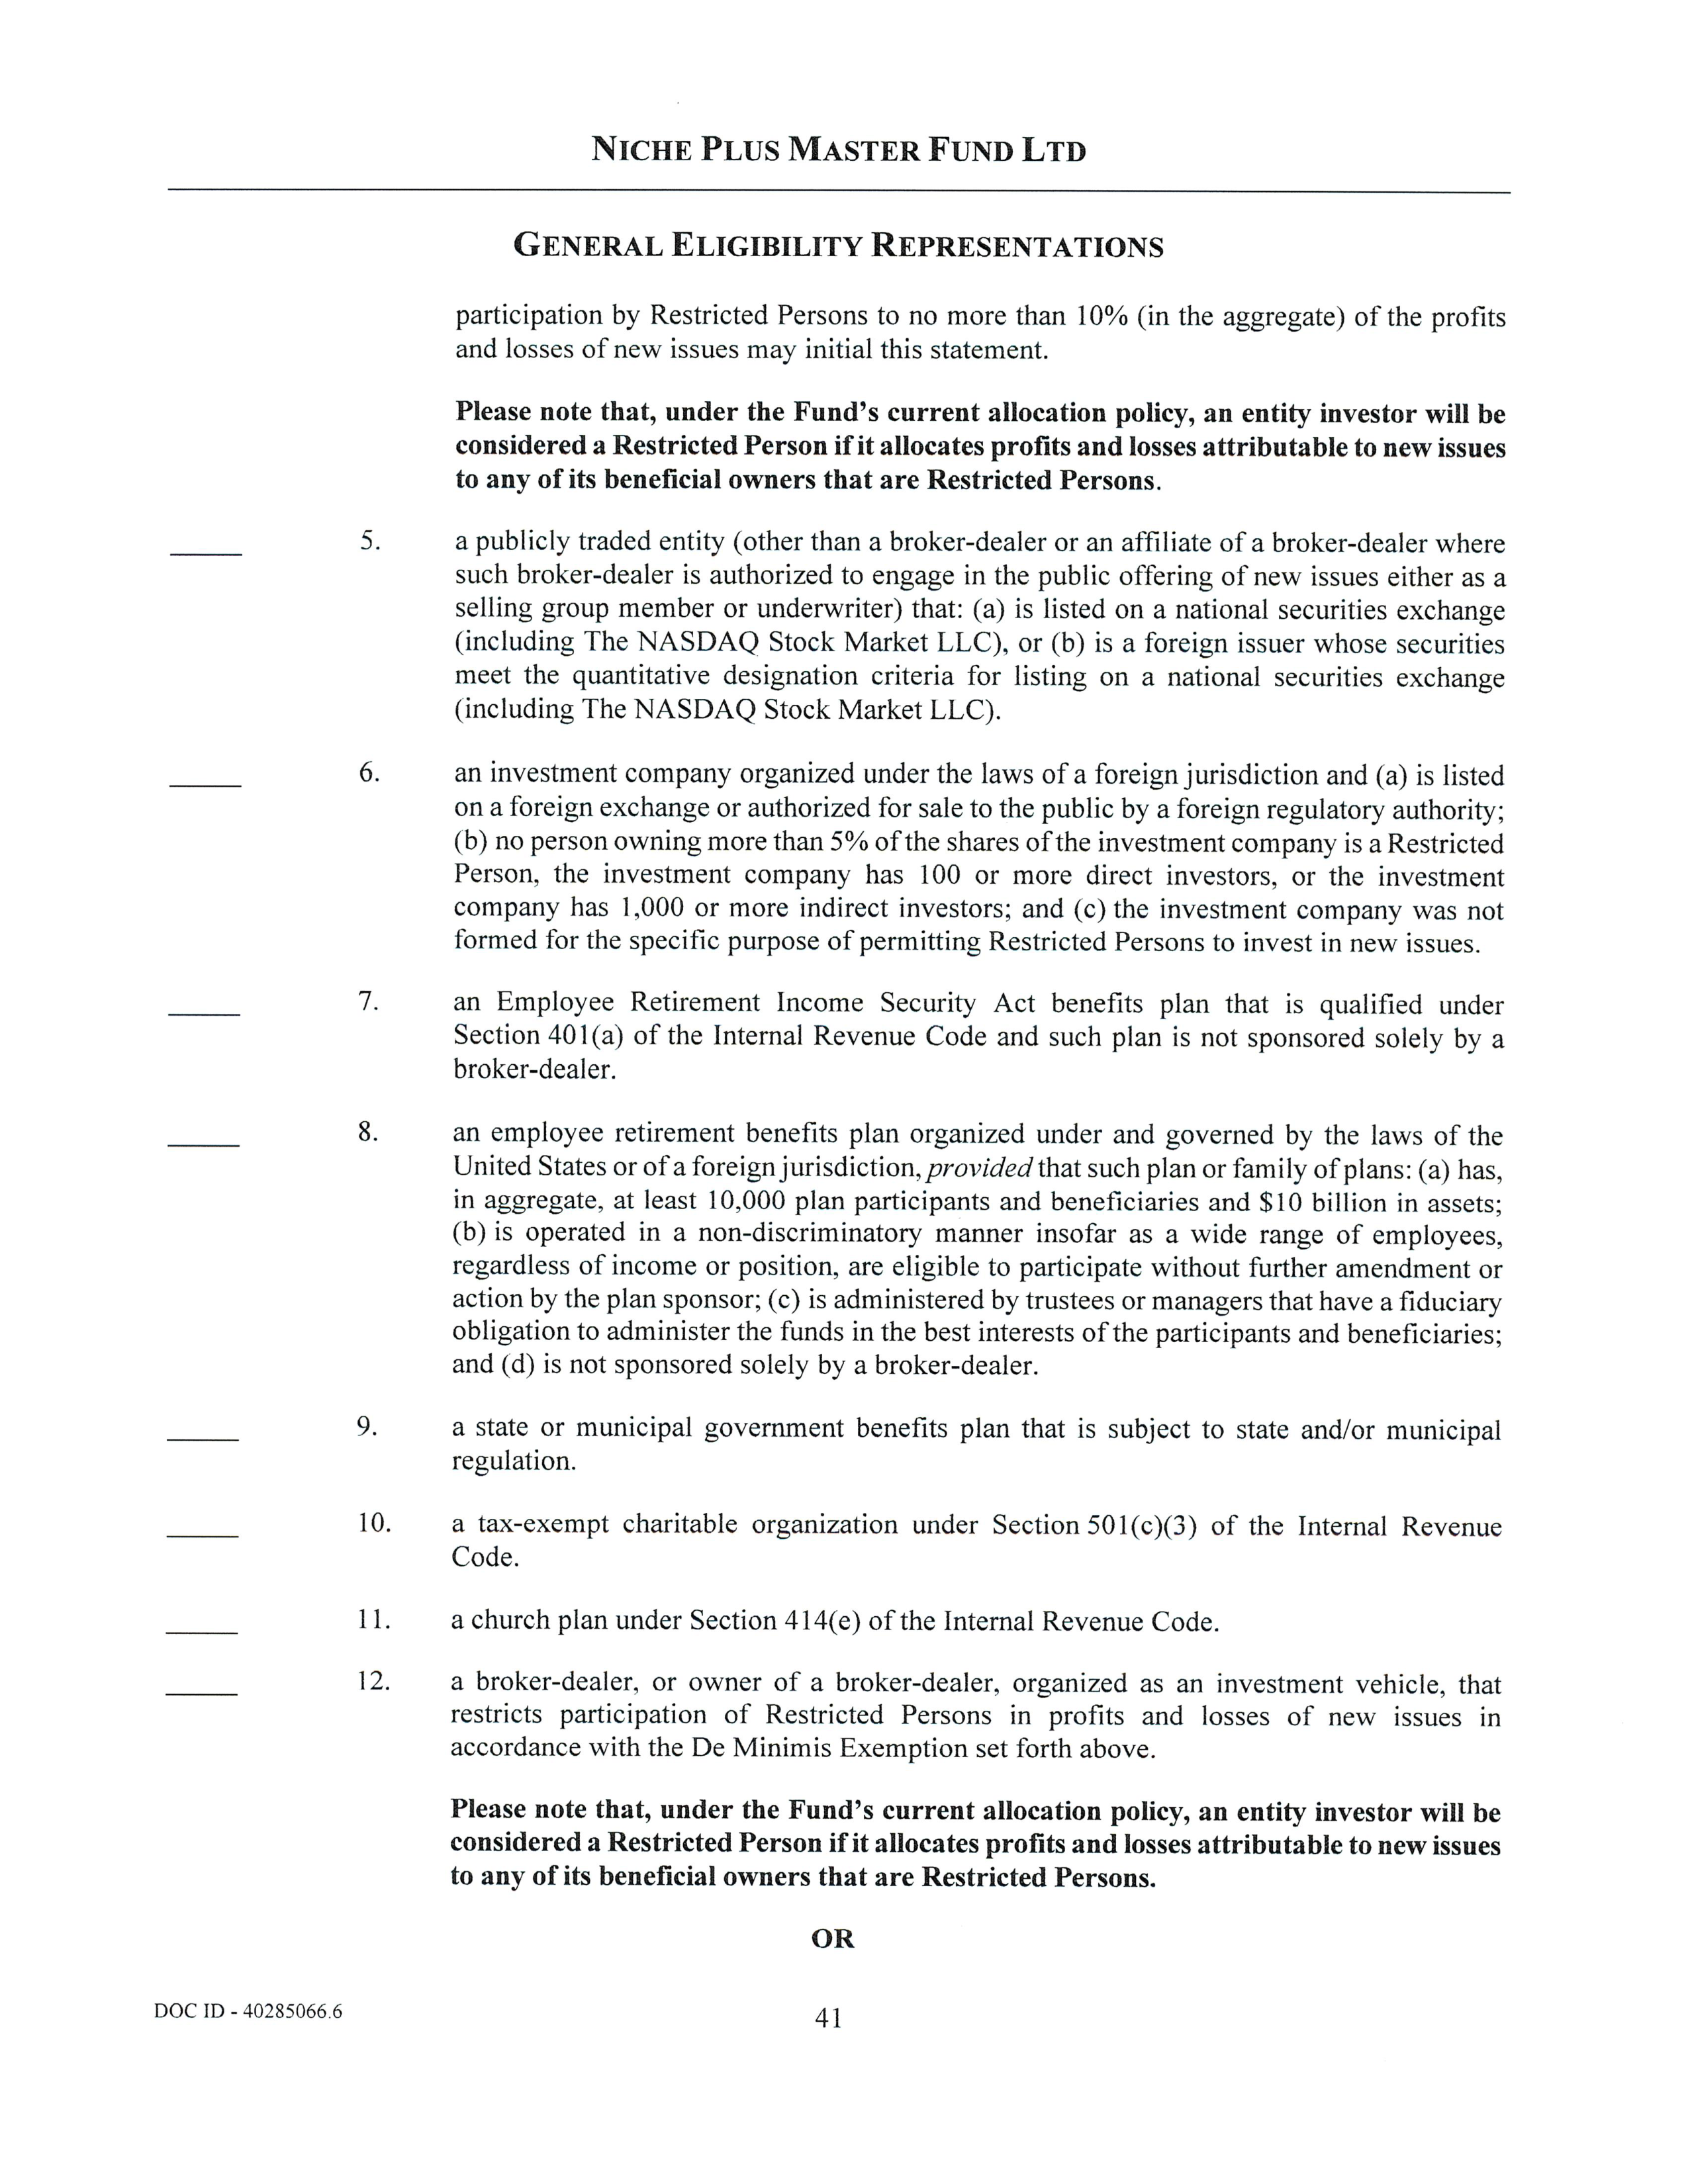 NICHE PLUS MASTER FUND LTD
GENERAL ELIGIBILITY REPRESENTATIONS
participation by Restricted Persons to no more than 10% (in the aggregate) of the profits
and losses of new issues may initial this statement.
Please note that, under the Fund's current allocation policy, an entity investor will be
considered a Restricted Person if it allocates profits and losses attributable to new issues
to any of its beneficial owners that are Restricted Persons.
5. a publicly traded entity (other than a broker-dealer or an affiliate of a broker-dealer where
such broker-dealer is authorized to engage in the public offering of new issues either as a
selling group member or underwriter) that: (a) is listed on a national securities exchange
(including The NASDAQ Stock Market LLC), or (b) is a foreign issuer whose securities
meet the quantitative designation criteria for listing on a national securities exchange
(including The NASDAQ Stock Market LLC).
6. an investment company organized under the laws of a foreign jurisdiction and (a) is listed
on a foreign exchange or authorized for sale to the public by a foreign regulatory authority;
(b) no person owning more than 5% of the shares of the investment company is a Restricted
Person, the investment company has 100 or more direct investors, or the investment
company has 1,000 or more indirect investors; and (c) the investment company was not
formed for the specific purpose of permitting Restricted Persons to invest in new issues.
7. an Employee Retirement Income Security Act benefits plan that is qualified under
Section 401(a) of the Internal Revenue Code and such plan is not sponsored solely by a
broker-dealer.
8. an employee retirement benefits plan organized under and governed by the laws of the
United States or of a foreign jurisdiction, provided that such plan or family of plans: (a) has,
in aggregate, at least 10,000 plan participants and beneficiaries and $10 billion in assets;
(b) is operated in a non-discriminatory manner insofar as a wide range of employees,
regardless of income or position, are eligible to participate without further amendment or
action by the plan sponsor; (c) is administered by trustees or managers that have a fiduciary
obligation to administer the funds in the best interests of the participants and beneficiaries;
and (d) is not sponsored solely by a broker-dealer.
9. a state or municipal government benefits plan that is subject to state and/or municipal
regulation.
10. a tax-exempt charitable organization under Section 501(c)(3) of the Internal Revenue
Code.
11. a church plan under Section 414(e) of the Internal Revenue Code.
12. a broker-dealer, or owner of a broker-dealer, organized as an investment vehicle, that
restricts participation of Restricted Persons in profits and losses of new issues in
accordance with the De Minimis Exemption set forth above.
Please note that, under the Fund's current allocation policy, an entity investor will be
considered a Restricted Person if it allocates profits and losses attributable to new issues
to any of its beneficial owners that are Restricted Persons.
OR
DOC ID - 40285066.6
41